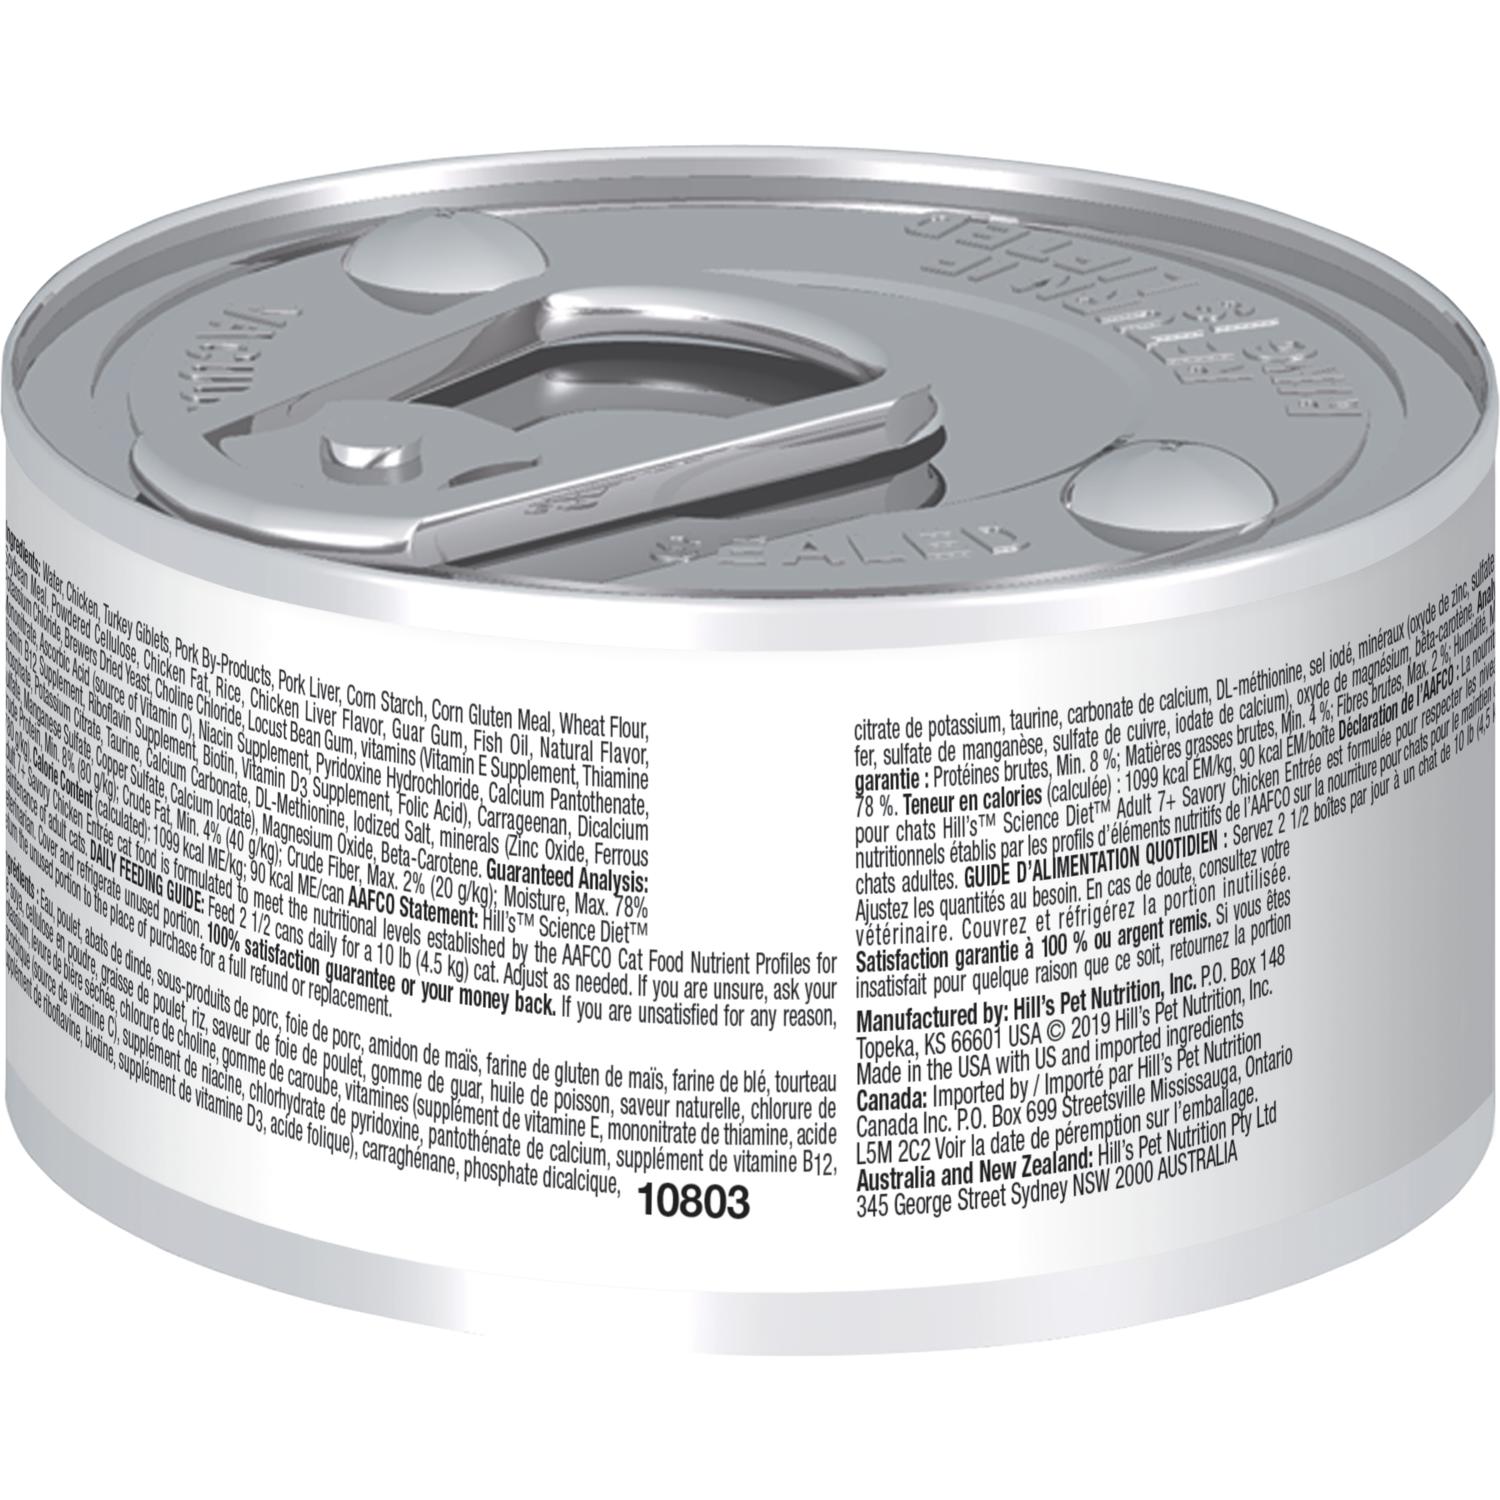 VACUUM
SEALED
Ingredients: Water, Chicken, Turkey Giblets, Pork By-Products, Pork Liver, Corn Starch, Corn Gluten Meal, Wheat Flour,
Soybean Meal, Powdered Cellulose, Chicken Fat, Rice, Chicken Liver Flavor, Guar Gum, Fish Oil, Natural Flavor,
Potassium Chloride, Brewers Dried Yeast, Choline Chloride, Locust Bean Gum, vitamins (Vitamin E Supplement, Thiamine
Mononitrate, Ascorbic Acid (source of Vitamin C), Niacin Supplement, Pyridoxine Hydrochloride, Calcium Pantothenate,
B12 Supplement, Riboflavin Supplement, Biotin, Vitamin D3 Supplement, Folic Acid), Carrageenan, Dicalcium
Potassium Citrate, Taurine, Calcium Carbonate, DL-Methionine, Iodized Salt, minerals (Zinc Oxide, Ferrous
Manganese Sulfate, Copper Sulfate, Calcium Iodate), Magnesium Oxide, Beta-Carotene. Guaranteed Analysis:
Min. 8% (80 g/kg); Crude Fat, Min. 4% (40 g/kg); Crude Fiber, Max. 2% (20 g/kg); Moisture, Max. 78%
Calorie Content (calculated): 1099 kcal ME/kg; 90 kcal ME/can AAFCO Statement: Hill's™ Science Diet™
7+ Savory Chicken Entrée cat food is formulated to meet the nutritional levels established by the AAFCO Cat Food Nutrient Profiles for
of adult cats. DAILY FEEDING GUIDE: Feed 2 1/2 cans daily for a 10 lb (4.5 kg) cat. Adjust as needed. If you are unsure, ask your
Cover and refrigerate unused portion. 100% satisfaction guarantee or your money back. If you are unsatisfied for any reason,
the unused portion to the place of purchase for a full refund or replacement.
: Eau, poulet, abats de dinde, sous-produits de porc, foie de porc, amidon de maïs, farine de gluten de maïs, farine de blé, tourteau
soya, cellulose en poudre, graisse de poulet, riz, saveur de foie de poulet, gomme de guar, huile de poisson, saveur naturelle, chlorure de
levure de bière séchée, chlorure de choline, gomme de caroube, vitamines (supplément de vitamine E, mononitrate de thiamine, acide
(source de vitamine C), supplément de niacine, chlorhydrate de pyridoxine, pantothénate de calcium, supplément de vitamine B12,
de riboflavine, biotine, supplément de vitamine D3, acide folique), carraghénane, phosphate dicalcique,
10803
citrate de potassium, taurine, carbonate de calcium, DL-méthionine, sel iodé, minéraux (oxyde de zinc, sulfate
fer, sulfate de manganèse, sulfate de cuivre, iodate de calcium), oxyde de magnésium, bêta-carotène.
garantie : Protéines brutes, Min. 8 %; Matières grasses brutes, Min. 4 %; Fibres brutes, Max. 2 %; Humidité,
78 %. Teneur en calories (calculée) : 1099 kcal EM/kg, 90 kcal EM/boîte Déclaration de l'AAFCO : La
pour chats Hill's™ Science Diet™ Adult 7+ Savory Chicken Entrée est formulée pour respecter les
nutritionnels établis par les profils d'éléments nutritifs de l'AAFCO sur la nourriture pour chats pour le maintien
chats adultes. GUIDE D'ALIMENTATION QUOTIDIEN : Servez 2 1/2 boîtes par jour à un chat de 10 lb (4,5
Ajustez les quantités au besoin. En cas de doute, consultez votre
vétérinaire. Couvrez et réfrigérez la portion inutilisée.
Satisfaction garantie à 100 % ou argent remis. Si vous êtes
insatisfait pour quelque raison que ce soit, retournez la portion
Manufactured by: Hill's Pet Nutrition, Inc. P.O. Box 148
Topeka, KS 66601 USA © 2019 Hill's Pet Nutrition, Inc.
Made in the USA with US and imported ingredients
Canada: Imported by / Importé par Hill's Pet Nutrition
Canada Inc. P.O. Box 699 Streetsville Mississauga, Ontario
L5M 2C2 Voir la date de péremption sur l'emballage.
Australia and New Zealand: Hill's Pet Nutrition Pty Ltd
345 George Street Sydney NSW 2000 AUSTRALIA